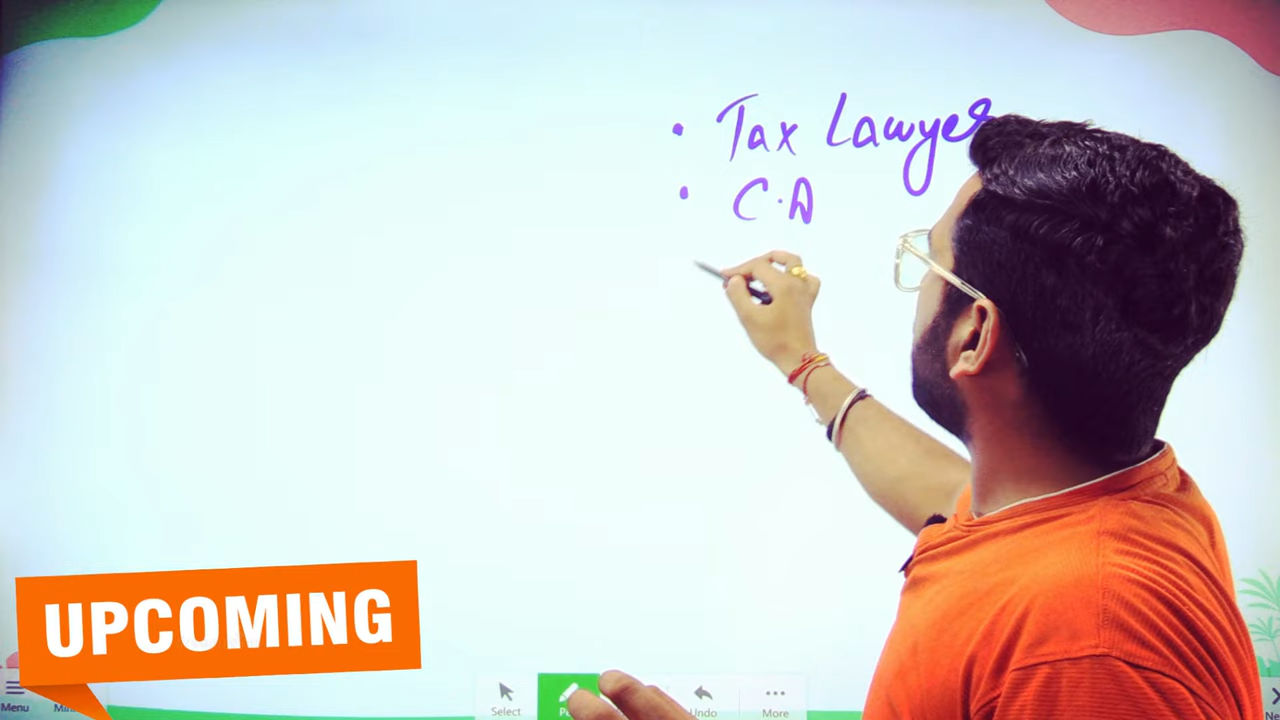 • Tax Lawyer
• C.A
UPCOMING
Menu
Select
Undo
More